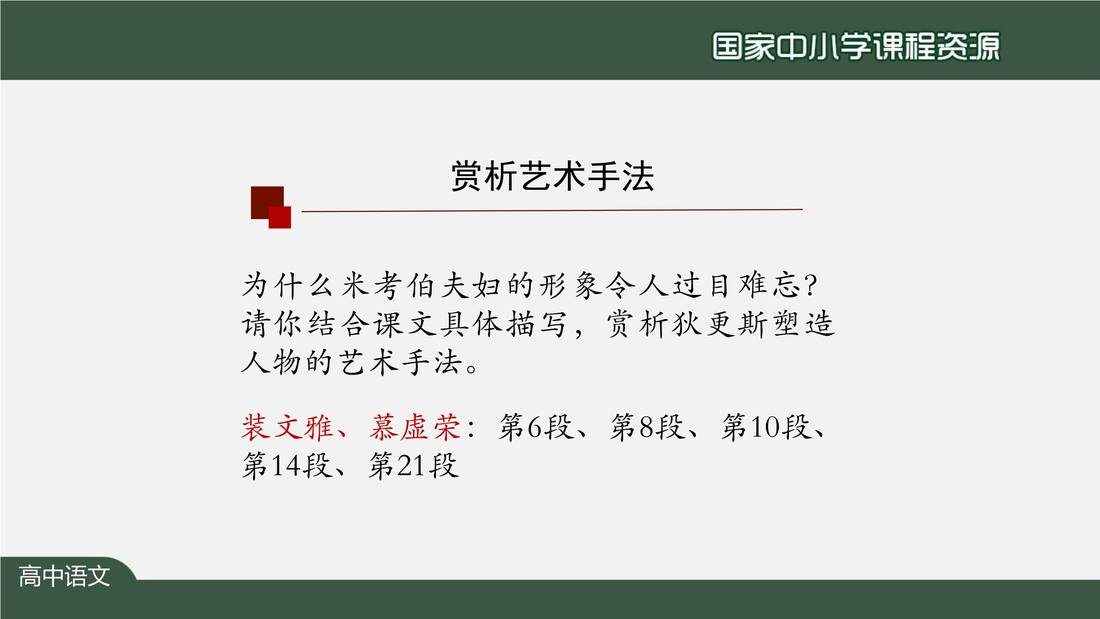 国家中小学课程资源
赏析艺术手法
为什么米考伯夫妇的形象令人过目难忘？
请你结合课文具体描写，赏析狄更斯塑造
人物的艺术手法。
装文雅、慕虚荣：第6段、第8段、第10段、
第14段、第21段
高中语文